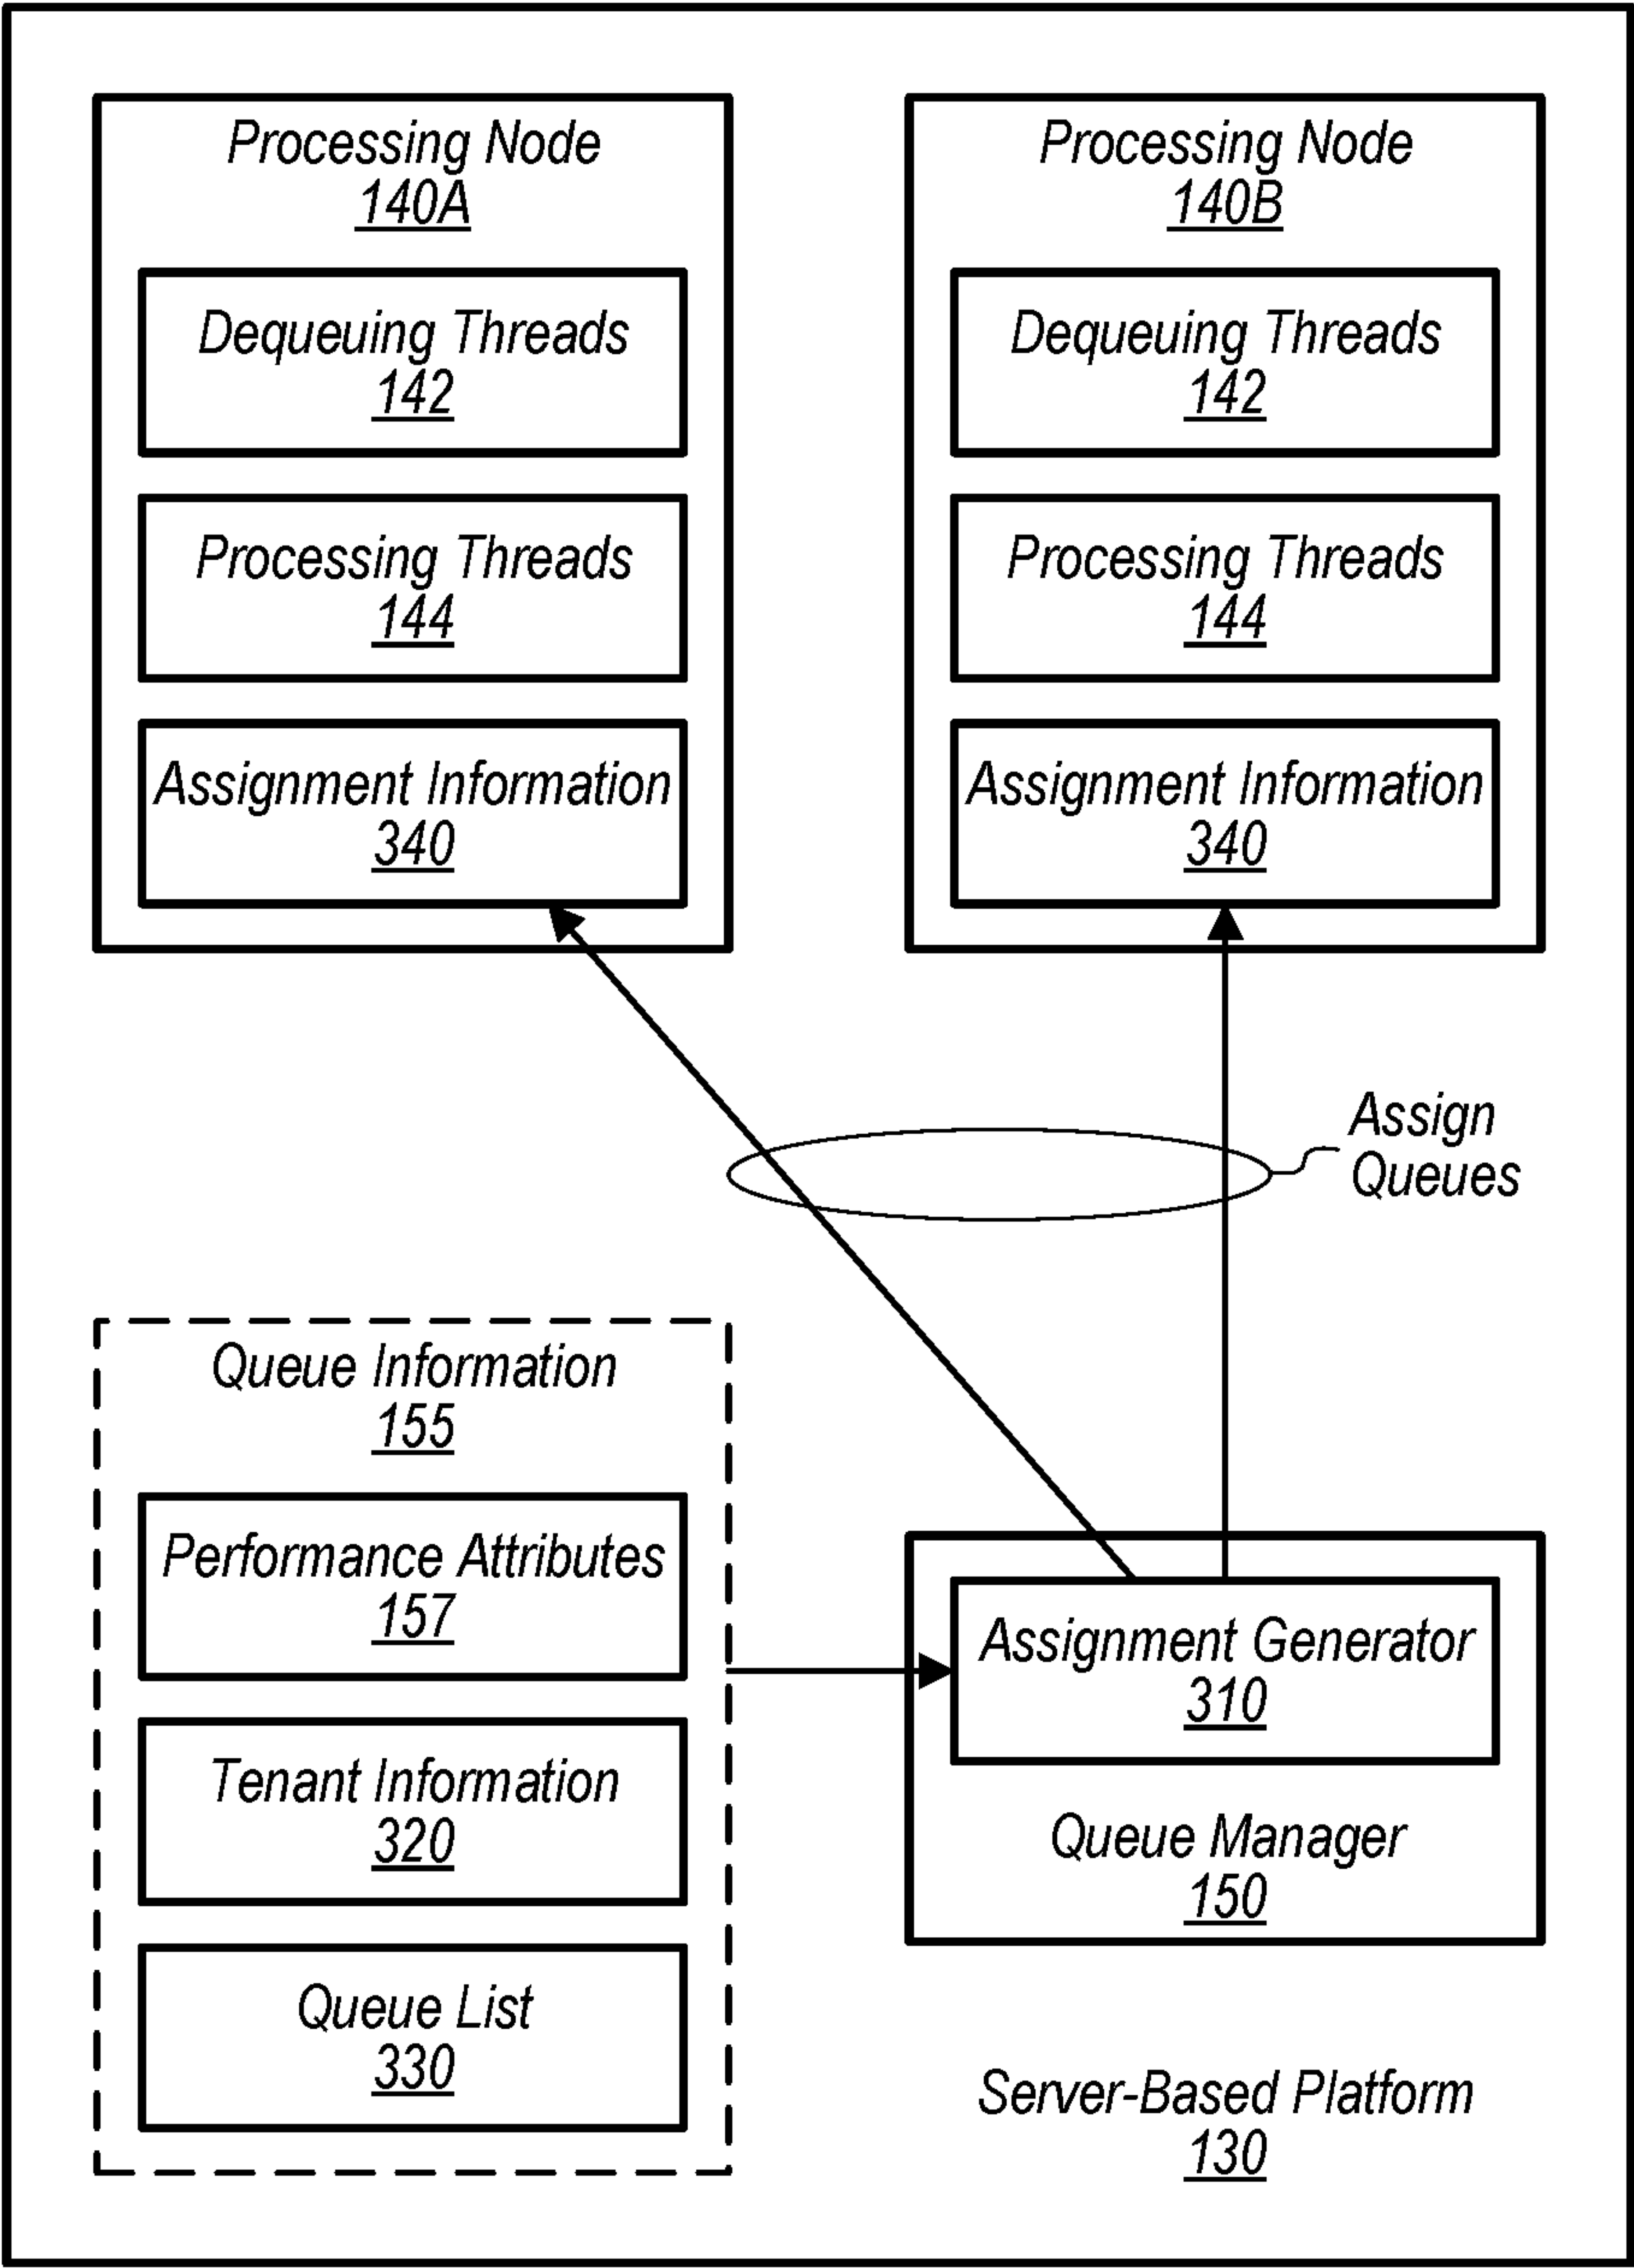 Processing Node
140A
Dequeuing Threads
142
Processing Threads
144
Assignment Information
340
Processing Node
140B
Dequeuing Threads
142
Processing Threads
144
Assignment Information
340
Assign
Queues
Queue Information
155
Performance Attributes
157
Tenant Information
320
Queue List
330
Assignment Generator
310
Queue Manager
150
Server-Based Platform
130